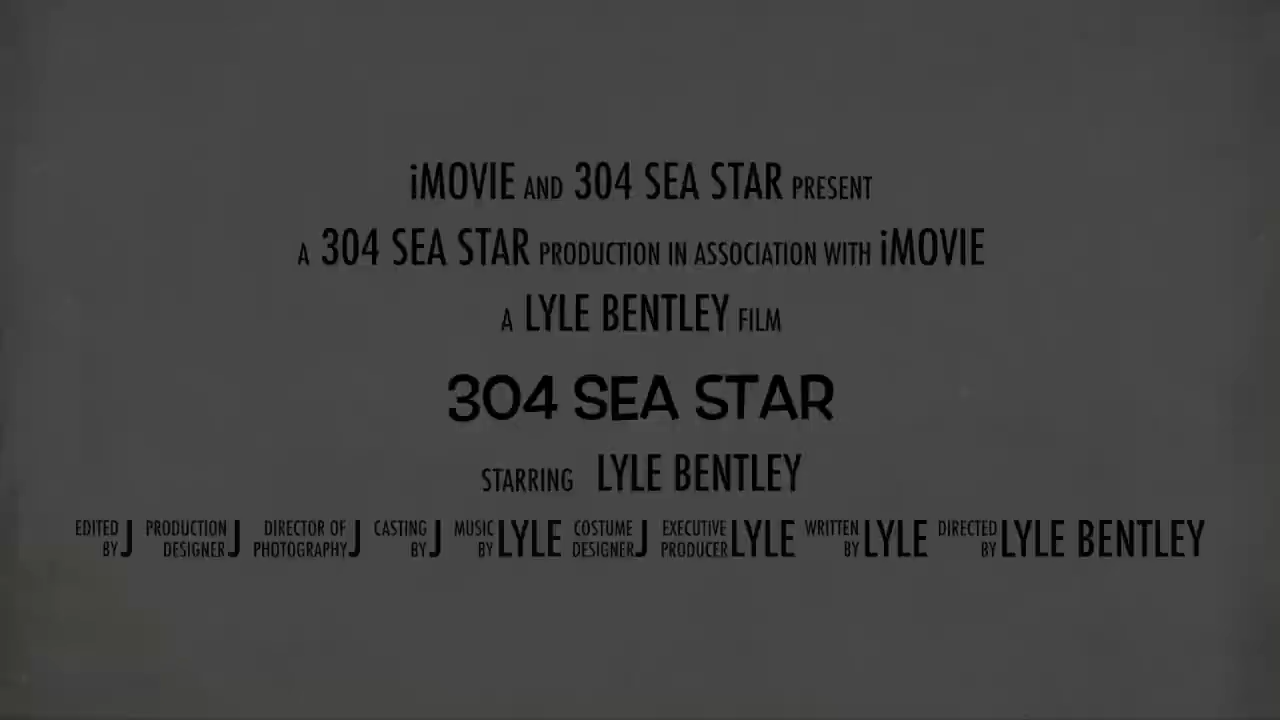 iMOVIE AND 304 SEA STAR PRESENT
A 304 SEA STAR PRODUCTION IN ASSOCIATION WITH iMOVIE
A LYLE BENTLEY FILM
304 SEA STAR
STARRING LYLE BENTLEY
EDITED BY J PRODUCTION DESIGNER J DIRECTOR OF PHOTOGRAPHY J CASTING BY J MUSIC BY LYLE COSTUME DESIGNER J EXECUTIVE PRODUCER LYLE WRITTEN BY LYLE DIRECTED BY LYLE BENTLEY